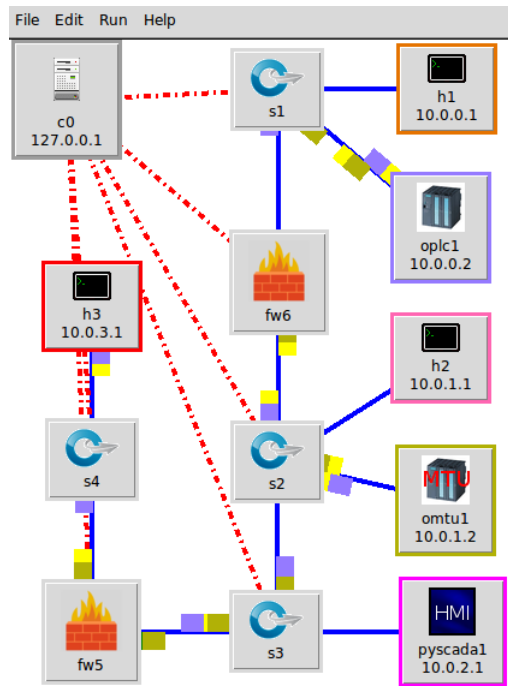 File Edit Run Help
c0
127.0.0.1
s1
h1
10.0.0.1
oplc1
10.0.0.2
fw6
h3
10.0.3.1
h2
10.0.1.1
s4
s2
MTU
omtu1
10.0.1.2
fw5
s3
HMI
pyscada1
10.0.2.1